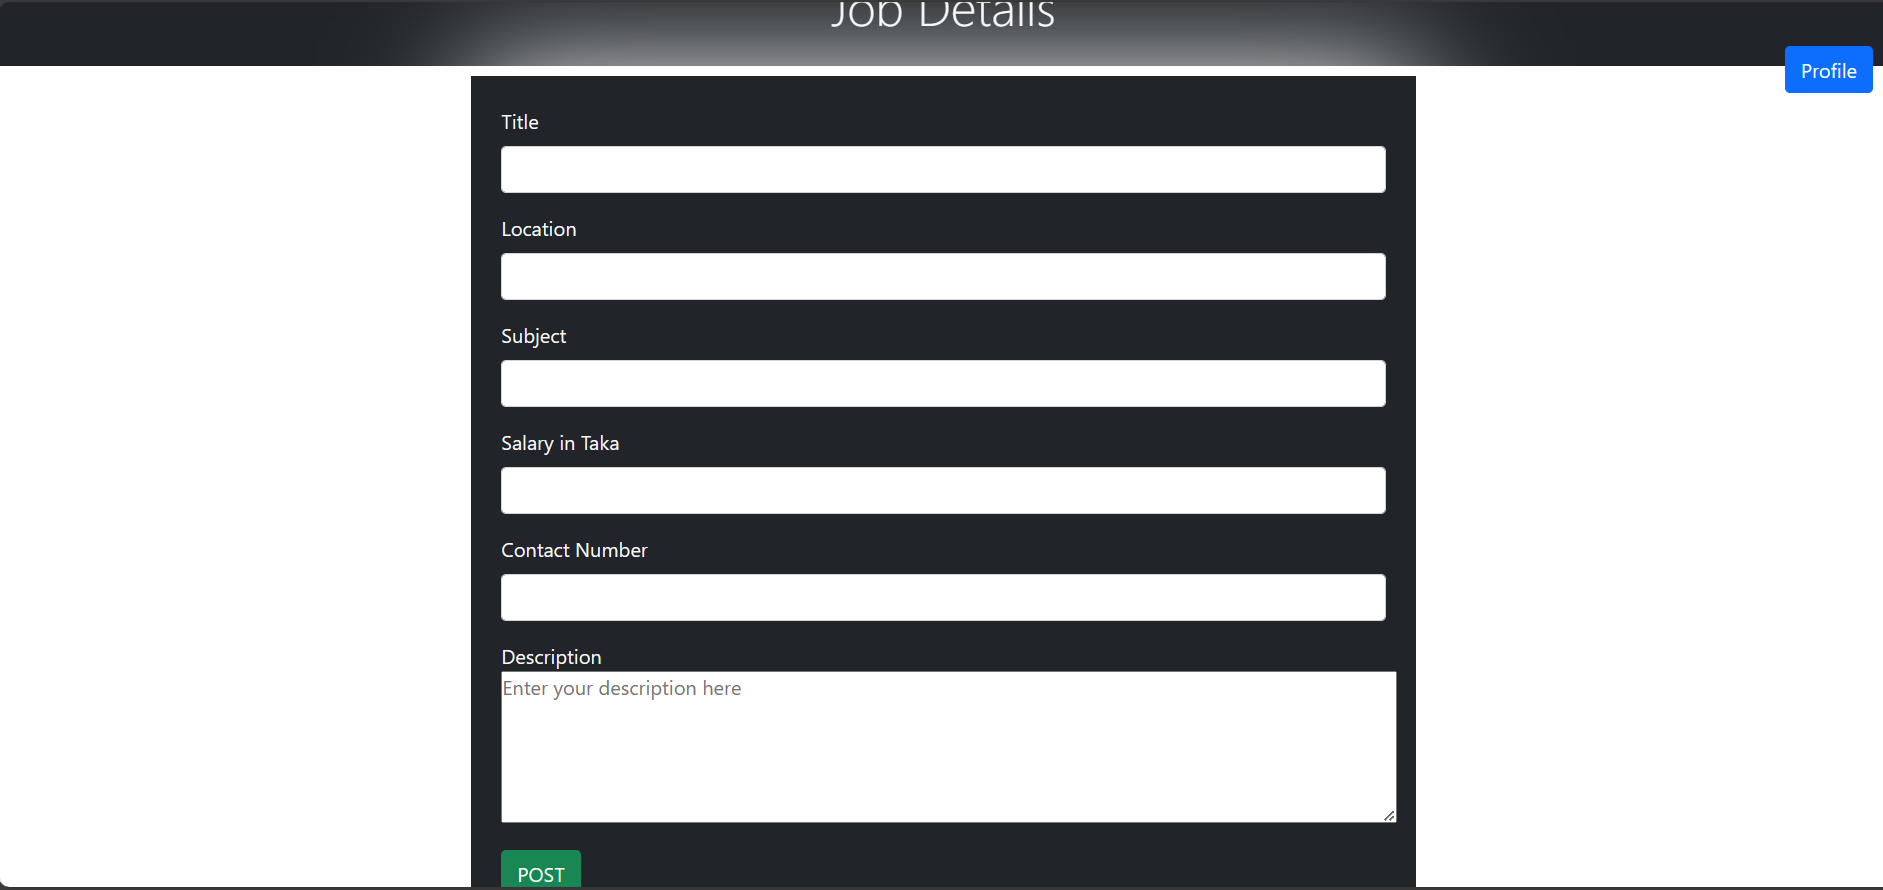 Job Details
Profile
Title
Location
Subject
Salary in Taka
Contact Number
Description
Enter your description here
POST